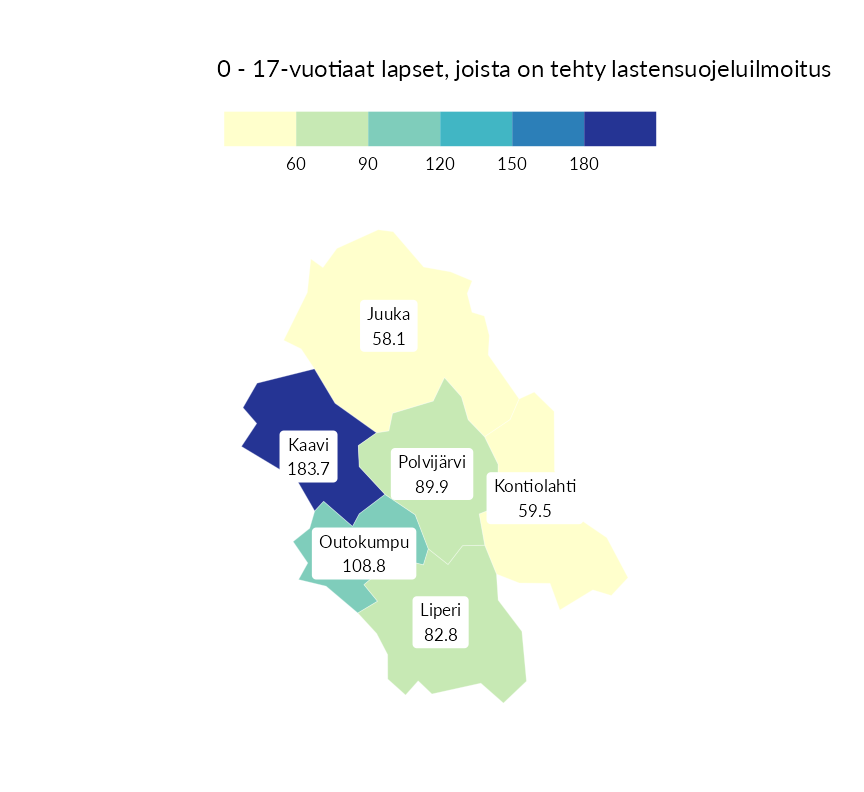 0 - 17-vuotiaat lapset, joista on tehty lastensuojeluilmoitus
60 90 120 150 180
Juuka
58.1
Kaavi
183.7
Polvijärvi
89.9
Kontiolahti
59.5
Outokumpu
108.8
Liperi
82.8